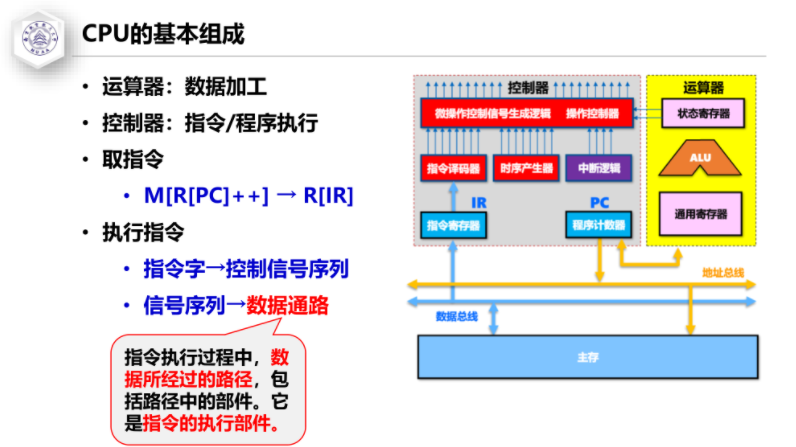 CPU的基本组成
• 运算器：数据加工
• 控制器：指令/程序执行
• 取指令
• M[R[PC]++] → R[IR]
• 执行指令
• 指令字→控制信号序列
• 信号序列→数据通路
指令执行过程中，数
据所经过的路径，包
括路径中的部件。它
是指令的执行部件。
控制器
微操作控制信号生成逻辑 操作控制器
指令译码器
时序产生器
中断逻辑
IR
PC
指令寄存器
程序计数器
运算器
状态寄存器
ALU
通用寄存器
地址总线
数据总线
主存